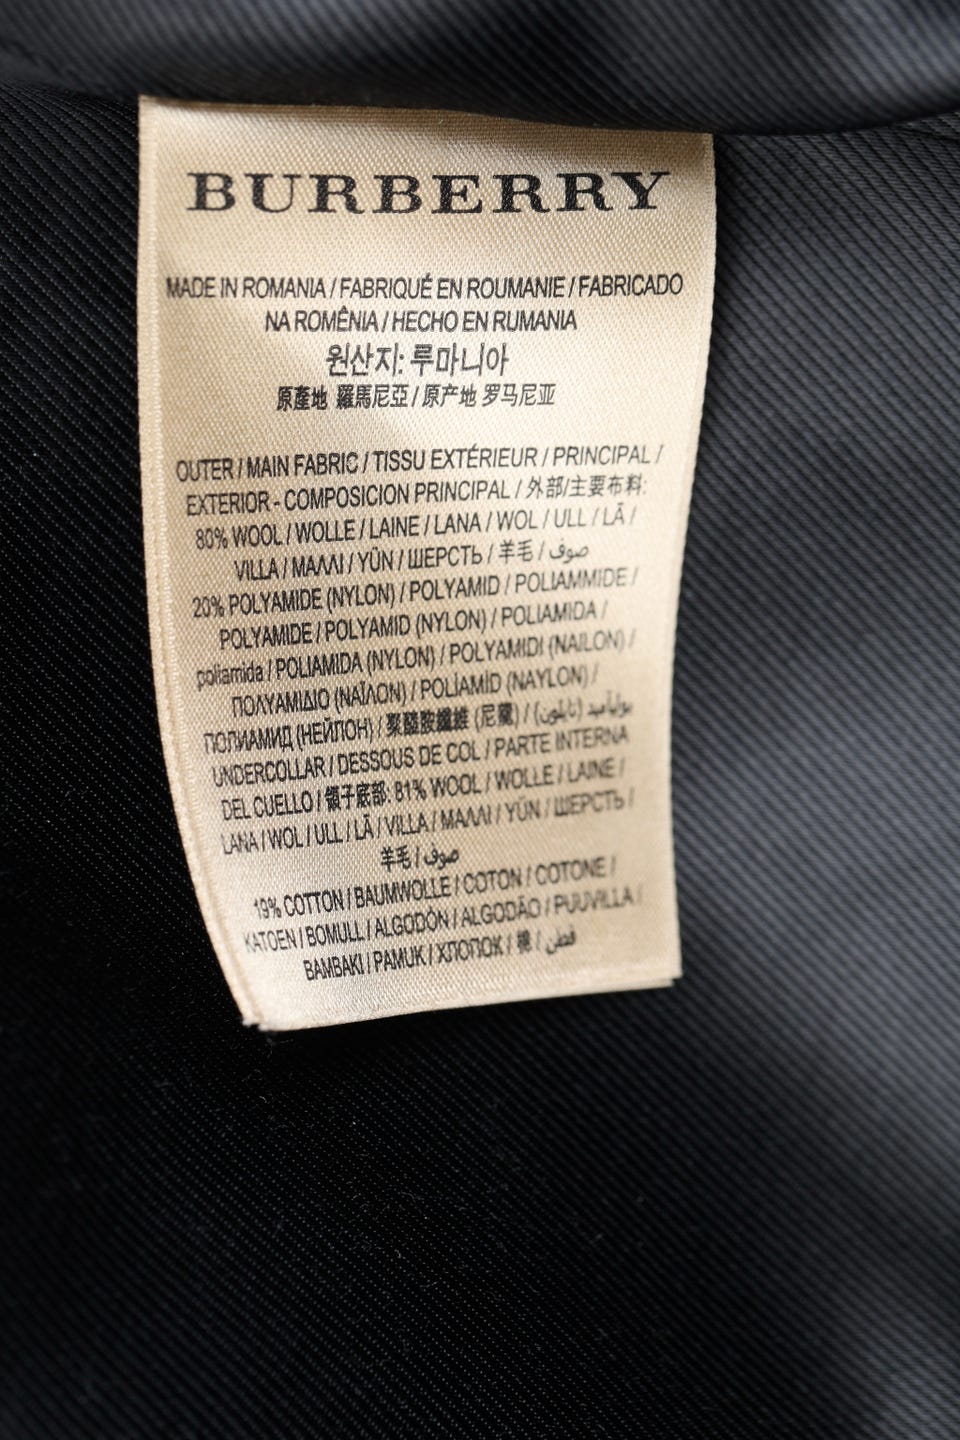 BURBERRY
MADE IN ROMANIA / FABRIQUÉ EN ROUMANIE / FABRICADO
NA ROMÊNIA / HECHO EN RUMANIA
원산지: 루마니아
原產地 羅馬尼亞 / 原产地 罗马尼亚
OUTER / MAIN FABRIC / TISSU EXTÉRIEUR / PRINCIPAL /
EXTERIOR - COMPOSICION PRINCIPAL / 外部/主要布料:
80% WOOL / WOLLE / LAINE / LANA / WOL / ULL / LÃ /
VILLA / ΜΑΛΛΙ / YÜN / ШЕРСТЬ / 羊毛 / صوف
20% POLYAMIDE (NYLON) / POLYAMID / POLIAMMIDE /
POLYAMIDE / POLYAMID (NYLON) / POLIAMIDA /
poliamida / POLIAMIDA (NYLON) / POLYAMIDI (NAILON) /
ΠΟΛΥΑΜΙΔΙΟ (ΝΑΪΛΟΝ) / POLİAMİD (NAYLON) /
ПОЛИАМИД (НЕЙЛОН) / 聚醯胺纖維 (尼龍) / بولیأمید (نایلون)
UNDERCOLLAR / DESSOUS DE COL / PARTE INTERNA
DEL CUELLO / 領子底部: 81% WOOL / WOLLE / LAINE /
LANA / WOL / ULL / LÃ / VILLA / ΜΑΛΛΙ / YÜN / ШЕРСТЬ /
羊毛 / صوف
19% COTTON / BAUMWOLLE / COTON / COTONE /
KATOEN / BOMULL / ALGODÓN / ALGODÃO / PUUVILLA /
BAMBAKI / PAMUK / ХЛОПОК / 棉 / قطن